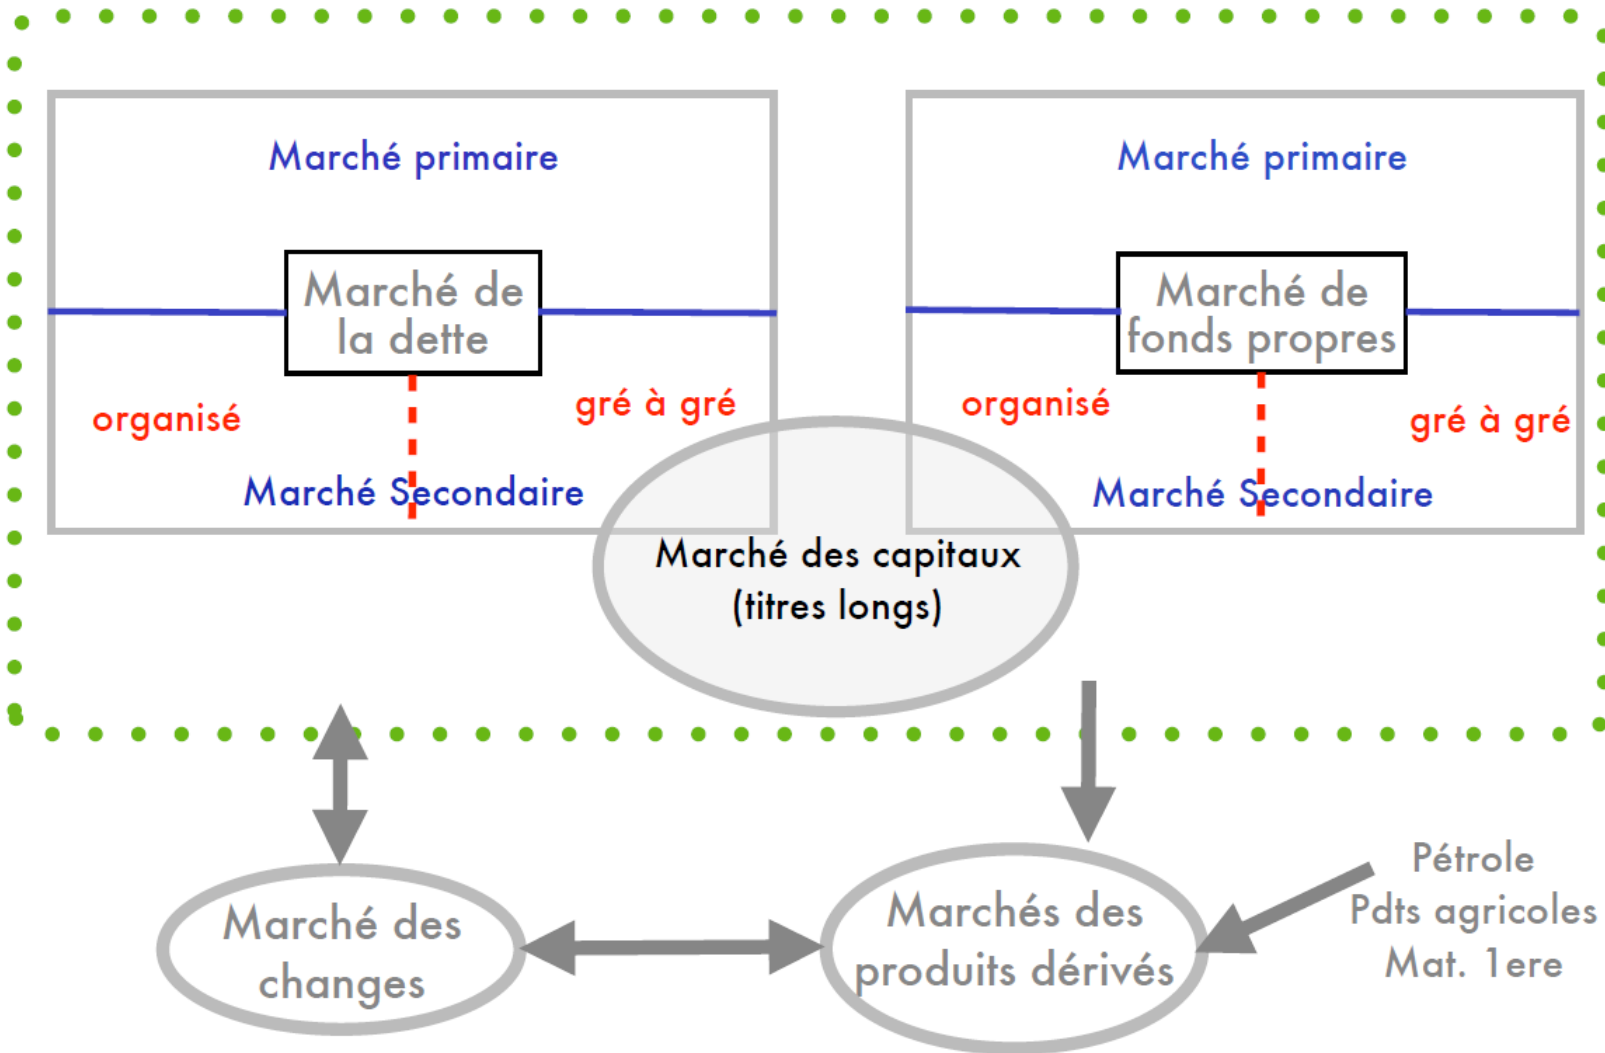 Marché primaire
Marché de
la dette
organisé
gré à gré
Marché Secondaire
Marché primaire
Marché de
fonds propres
organisé
gré à gré
Marché Secondaire
Marché des capitaux
(titres longs)
Marché des
changes
Marchés des
produits dérivés
Pétrole
Pdts agricoles
Mat. 1ere